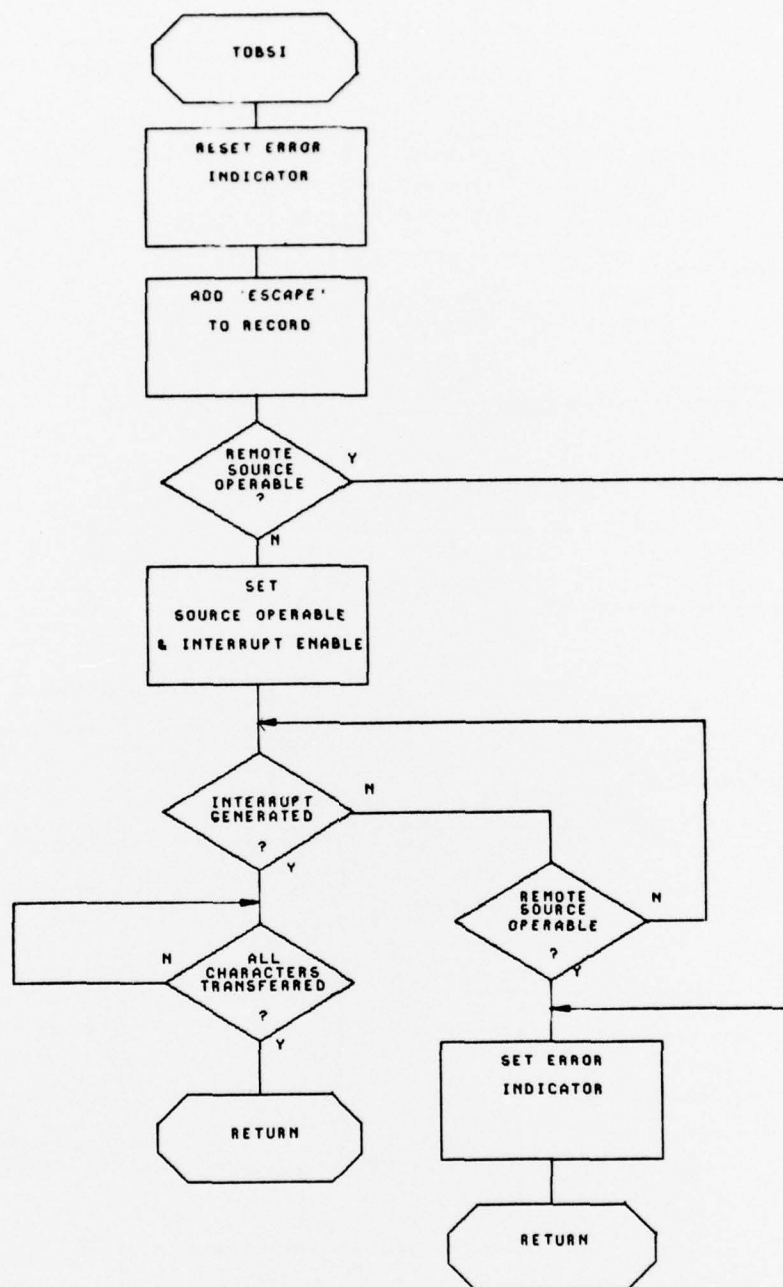 TOBSI
RESET ERROR
INDICATOR
ADD 'ESCAPE'
TO RECORD
REMOTE
SOURCE
OPERABLE
?
Y
N
SET
SOURCE OPERABLE
& INTERRUPT ENABLE
INTERRUPT
GENERATED
?
N
Y
REMOTE
SOURCE
OPERABLE
?
N
Y
ALL
CHARACTERS
TRANSFERRED
?
N
Y
SET ERROR
INDICATOR
RETURN
RETURN